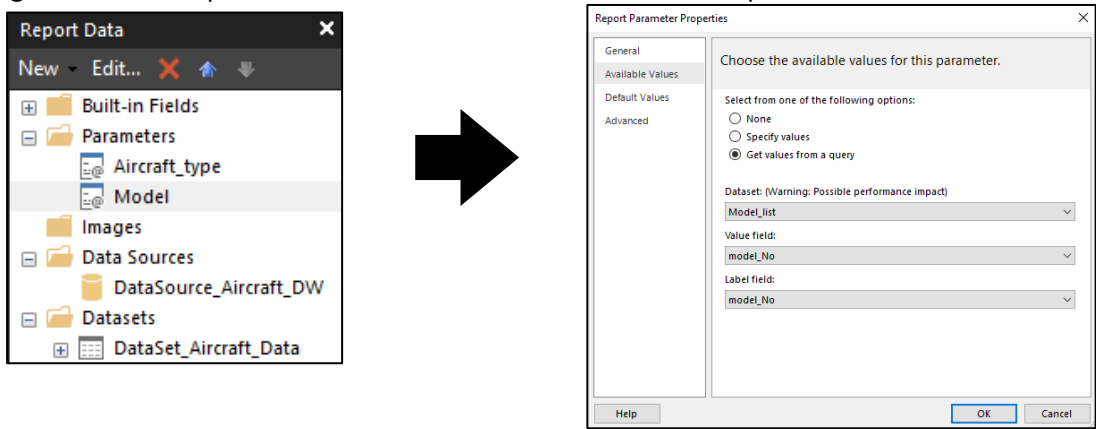 Report Data
New Edit...
Built-in Fields
Parameters
Aircraft_type
Model
Images
Data Sources
DataSource_Aircraft_DW
Datasets
DataSet_Aircraft_Data
Report Parameter Properties
General
Available Values
Default Values
Advanced
Choose the available values for this parameter.
Select from one of the following options:
None
Specify values
Get values from a query
Dataset: (Warning: Possible performance impact)
Model_list
Value field:
model_No
Label field:
model_No
Help
OK Cancel